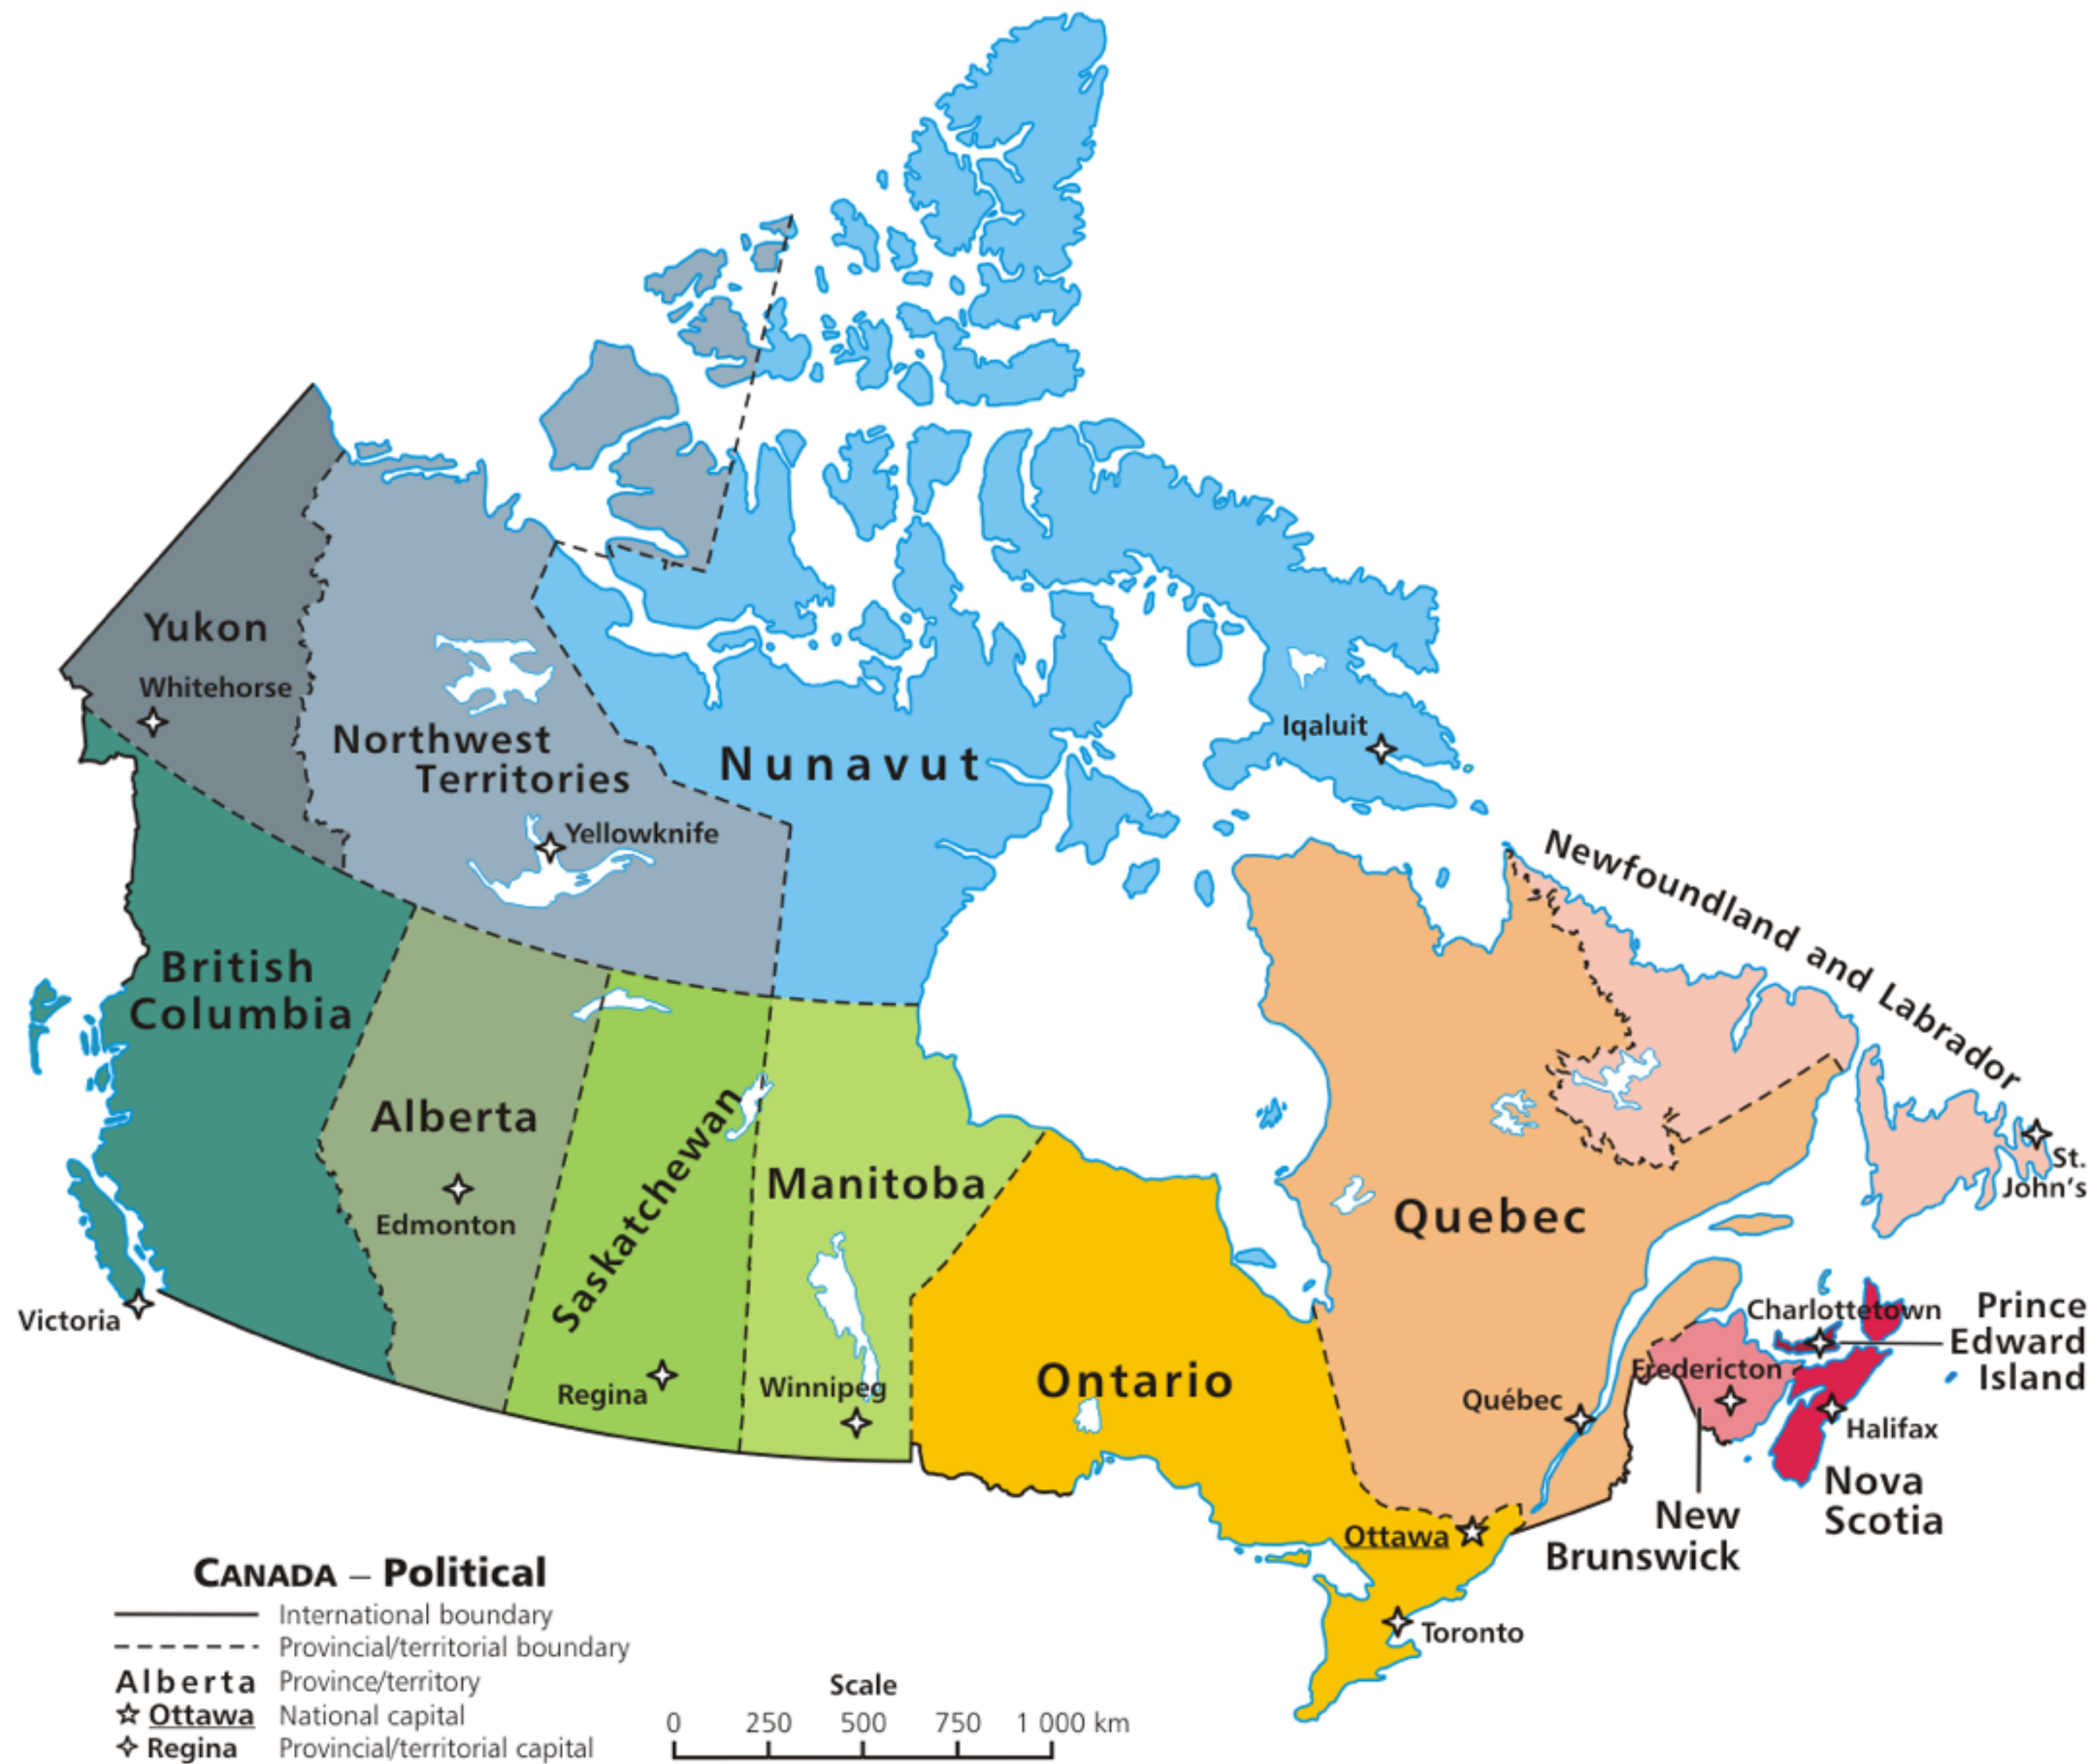 Yukon
Whitehorse
Northwest
Territories
Yellowknife
Nunavut
Iqaluit
British
Columbia
Victoria
Alberta
Edmonton
Saskatchewan
Regina
Manitoba
Winnipeg
Ontario
Ottawa
Toronto
Quebec
Québec
Newfoundland and Labrador
St.
John's
Charlottetown
Prince
Edward
Island
Fredericton
Halifax
Nova
Scotia
New
Brunswick
CANADA – Political
International boundary
Provincial/territorial boundary
Alberta Province/territory
Ottawa National capital
Regina Provincial/territorial capital
Scale
0 250 500 750 1 000 km